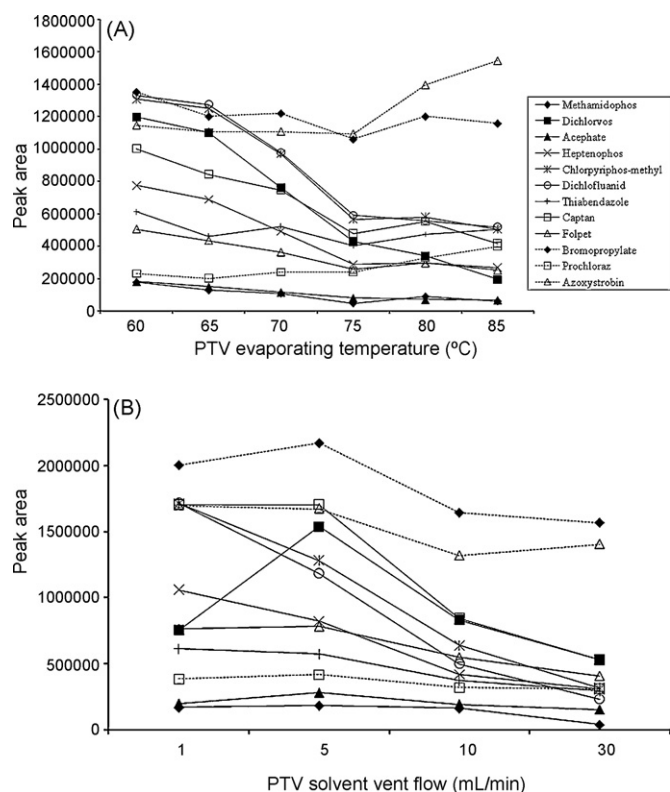 (A)
1800000
1600000
1400000
1200000
1000000
800000
600000
400000
200000
0
Peak area
60 65 70 75 80 85
PTV evaporating temperature (ºC)
Methamidophos
Dichlorvos
Acephate
Heptenophos
Chlorpyriphos-methyl
Dichlofluanid
Thiabendazole
Captan
Folpet
Bromopropylate
Prochloraz
Azoxystrobin
(B)
2500000
2000000
1500000
1000000
500000
0
Peak area
1 5 10 30
PTV solvent vent flow (mL/min)